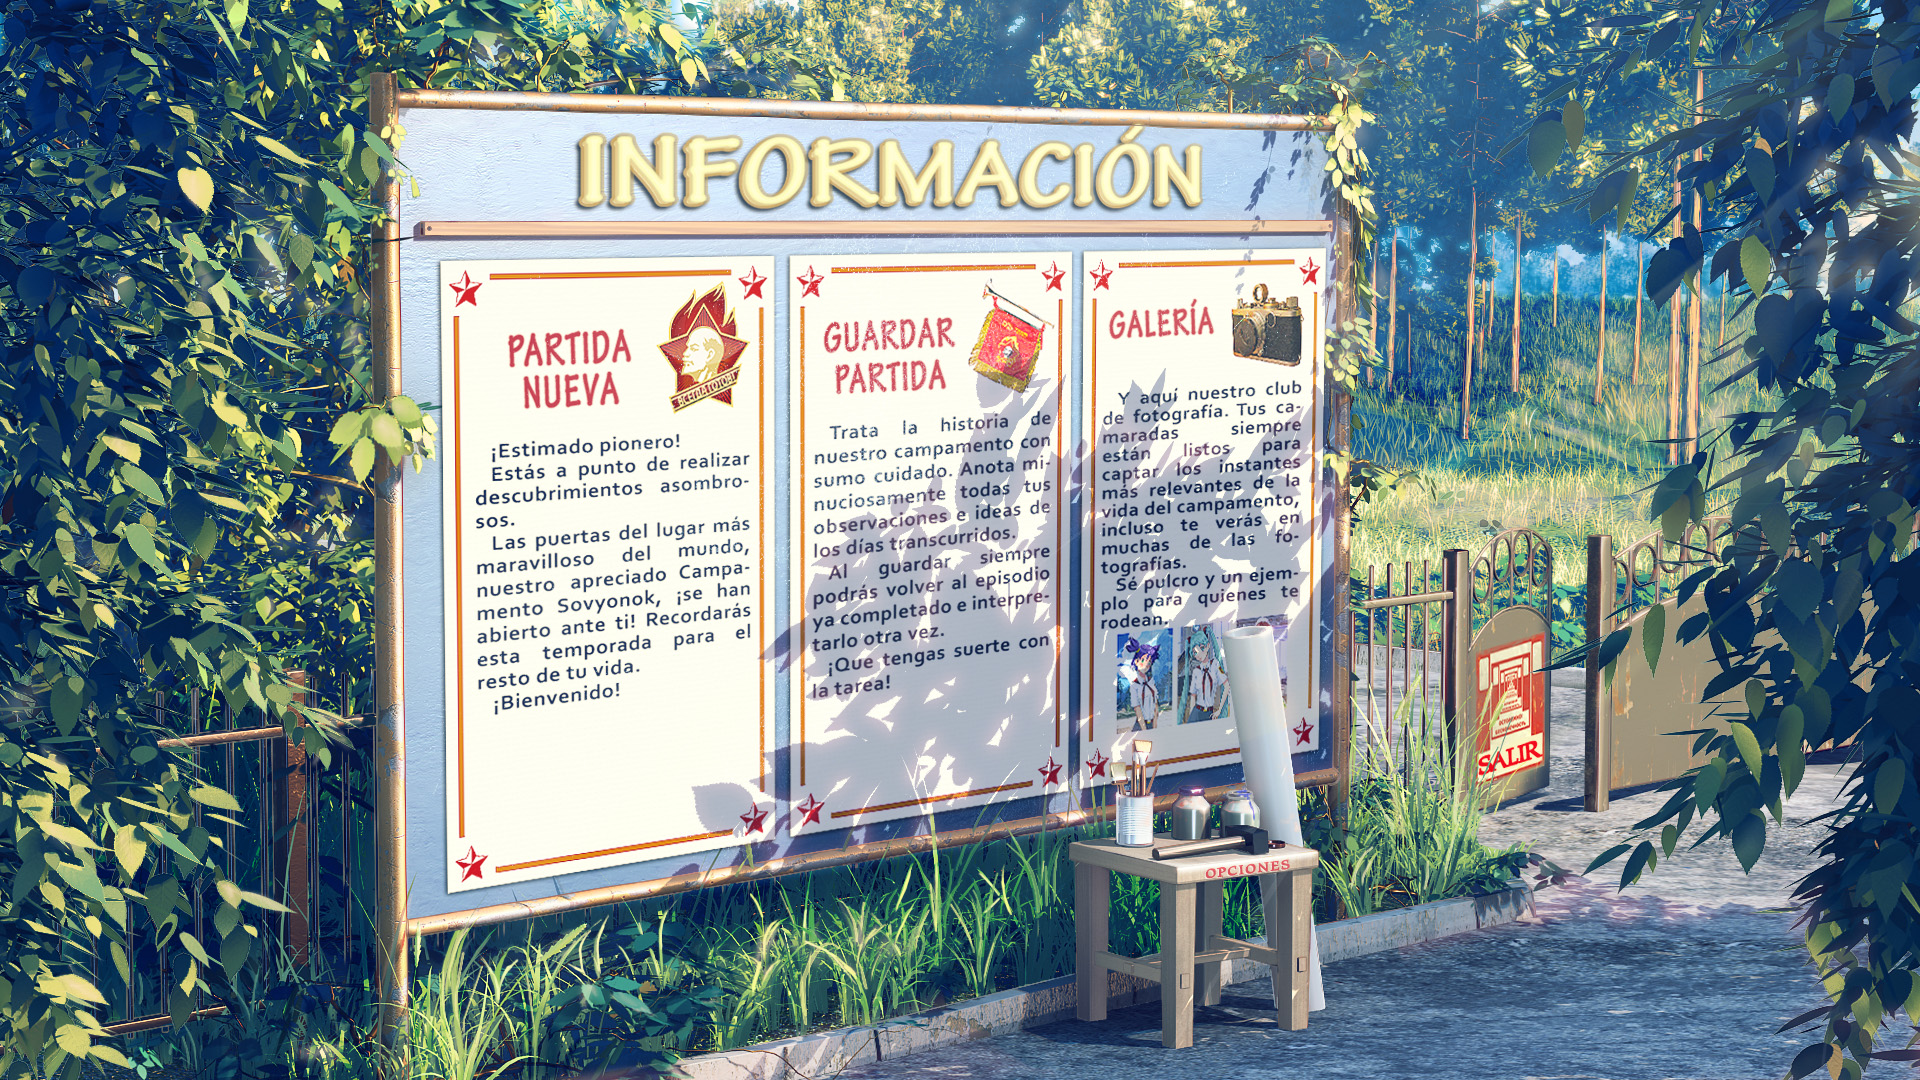 INFORMACIÓN
PARTIDA
NUEVA
ВСЕГДА ГОТОВ!
¡Estimado pionero!
Estás a punto de realizar
descubrimientos asombro-
sos.
Las puertas del lugar más
maravilloso del mundo,
nuestro apreciado Campa-
mento Sovyonok, ¡se han
abierto ante ti! Recordarás
esta temporada para el
resto de tu vida.
¡Bienvenido!
GUARDAR
PARTIDA
Trata la historia de
nuestro campamento con
sumo cuidado. Anota mi-
nuciosamente todas tus
observaciones e ideas de
los días transcurridos.
Al guardar siempre
podrás volver al episodio
ya completado e interpre-
tarlo otra vez.
¡Que tengas suerte con
la tarea!
GALERÍA
Y aquí nuestro club
de fotografía. Tus ca-
maradas siempre
están listos para
captar los instantes
más relevantes de la
vida del campamento,
incluso te verás en
muchas de las fo-
tografías.
Sé pulcro y un ejem-
plo para quienes te
rodean.
SALIR
OPCIONES